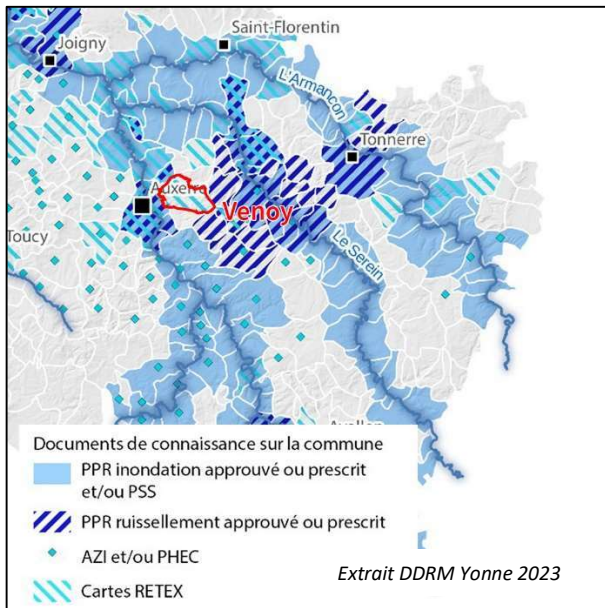 Saint-Florentin
Joigny
L'Armançon
Tonnerre
Auxerre
Venoy
Toucy
Le Serein
Avallon
Documents de connaissance sur la commune
PPR inondation approuvé ou prescrit
et/ou PSS
PPR ruissellement approuvé ou prescrit
AZI et/ou PHEC
Extrait DDRM Yonne 2023
Cartes RETEX